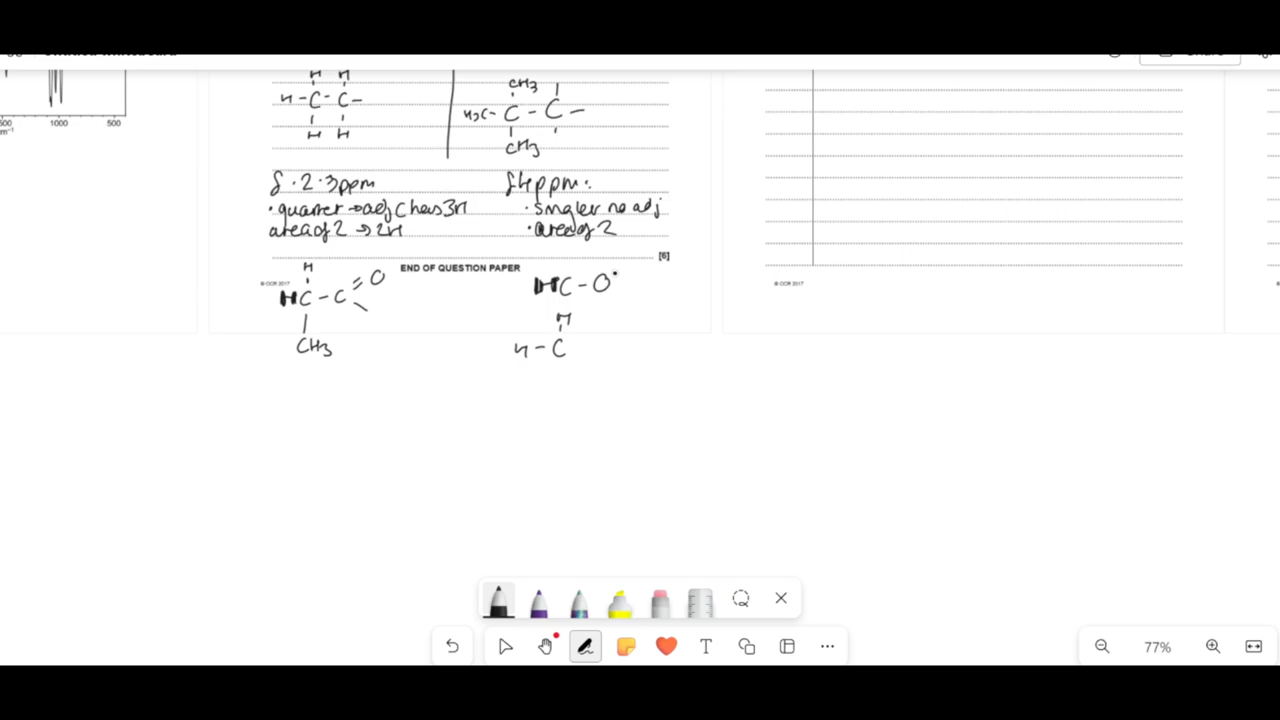 1000
500
H H
H - C - C -
H H
CH3
H3C - C - C -
CH3
δ · 2·3ppm
· quartet → adj C has 3H
area of 2 → 2H
δ4ppm:
· singlet no adj
· area of 2
[6]
END OF QUESTION PAPER
© OCR 2017
© OCR 2017
H
HC - C = O
CH3
HC - O
H
H - C
T
77%